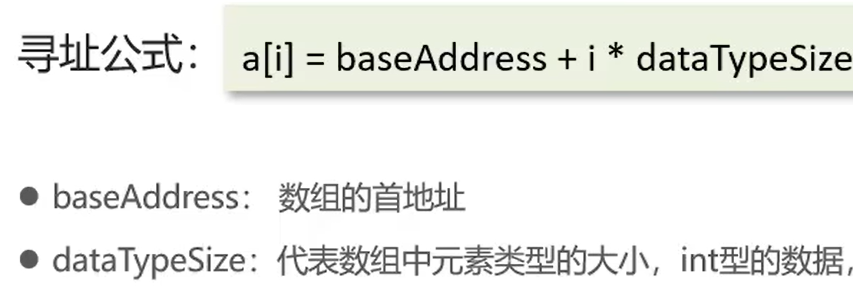 寻址公式： a[i] = baseAddress + i * dataTypeSize
● baseAddress： 数组的首地址
● dataTypeSize：代表数组中元素类型的大小，int型的数据，